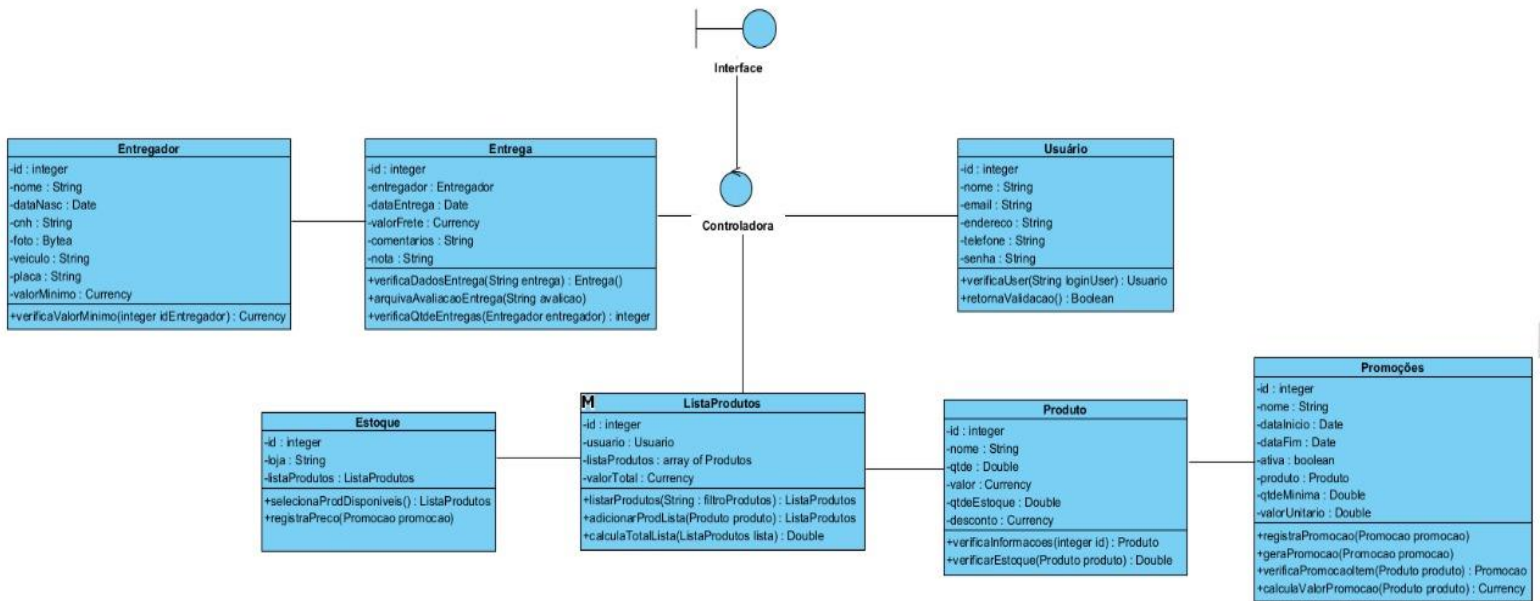 Interface
Controladora
Entregador
-id : integer
-nome : String
-dataNasc : Date
-cnh : String
-foto : Bytea
-veiculo : String
-placa : String
-valorMinimo : Currency
+verificaValorMinimo(integer idEntregador) : Currency
Entrega
-id : integer
-entregador : Entregador
-dataEntrega : Date
-valorFrete : Currency
-comentarios : String
-nota : String
+verificaDadosEntrega(String entrega) : Entrega()
+arquivaAvaliacaoEntrega(String avalicao)
+verificaQtdeEntregas(Entregador entregador) : integer
Usuário
-id : integer
-nome : String
-email : String
-endereco : String
-telefone : String
-senha : String
+verificaUser(String loginUser) : Usuario
+retornaValidacao() : Boolean
Estoque
-id : integer
-loja : String
-listaProdutos : ListaProdutos
+selecionaProdDisponiveis() : ListaProdutos
+registraPreco(Promocao promocao)
M
ListaProdutos
-id : integer
-usuario : Usuario
-listaProdutos : array of Produtos
-valorTotal : Currency
+listarProdutos(String : filtroProdutos) : ListaProdutos
+adicionarProdLista(Produto produto) : ListaProdutos
+calculaTotalLista(ListaProdutos lista) : Double
Produto
-id : integer
-nome : String
-qtde : Double
-valor : Currency
-qtdeEstoque : Double
-desconto : Currency
+verificaInformacoes(integer id) : Produto
+verificarEstoque(Produto produto) : Double
Promoções
-id : integer
-nome : String
-dataInicio : Date
-dataFim : Date
-ativa : boolean
-produto : Produto
-qtdeMinima : Double
-valorUnitario : Double
+registraPromocao(Promocao promocao)
+geraPromocao(Promocao promocao)
+verificaPromocaoItem(Produto produto) : Promocao
+calculaValorPromocao(Produto produto) : Currency